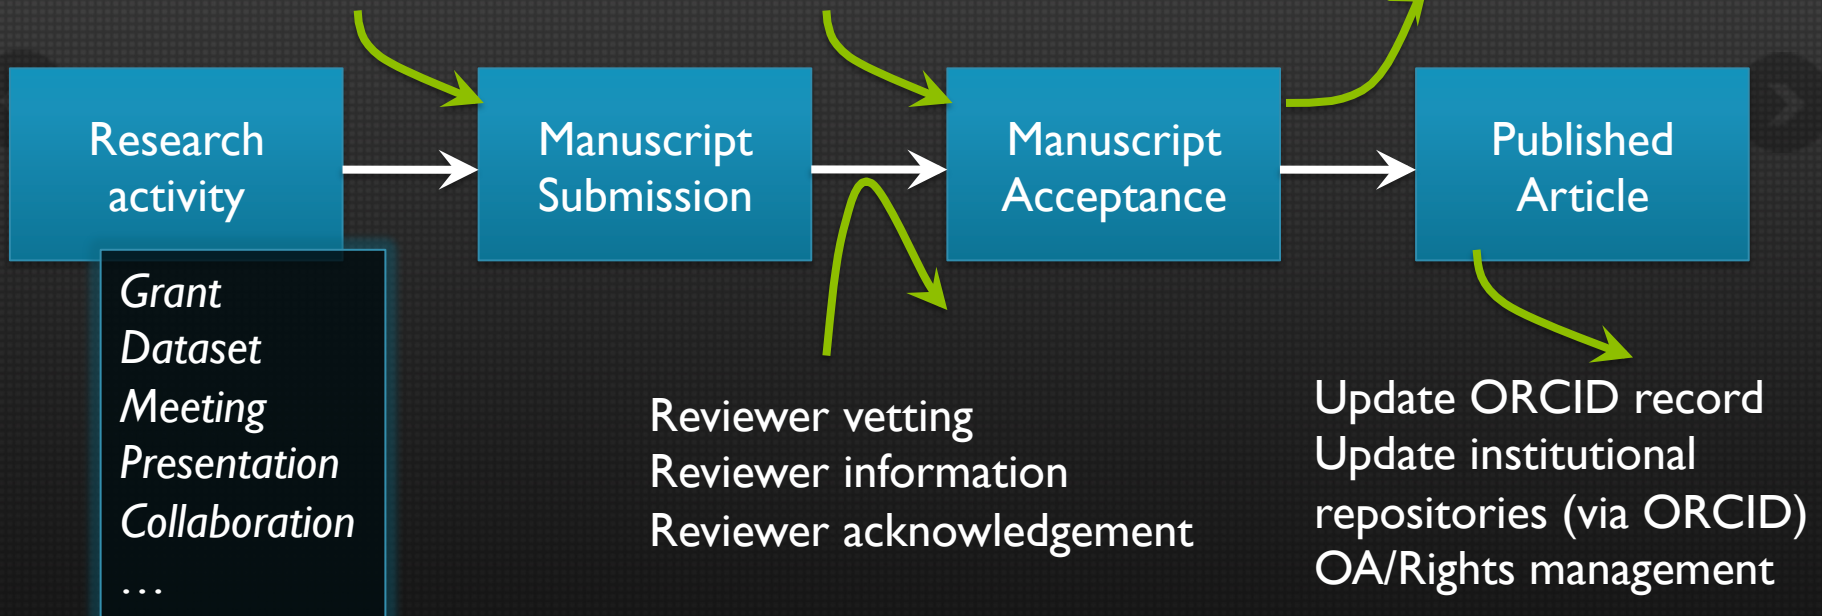 Research
activity
Manuscript
Submission
Manuscript
Acceptance
Published
Article
Grant
Dataset
Meeting
Presentation
Collaboration
…
Reviewer vetting
Reviewer information
Reviewer acknowledgement
Update ORCID record
Update institutional
repositories (via ORCID)
OA/Rights management